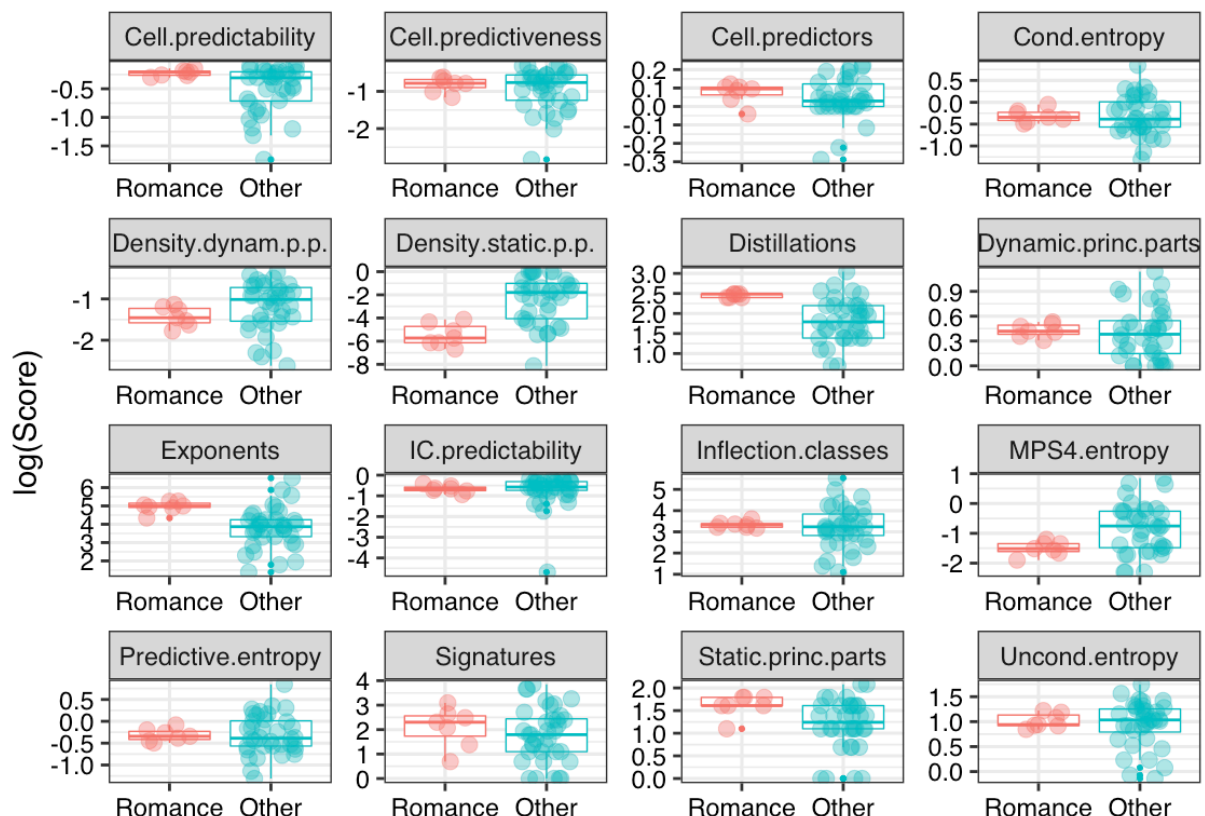 Cell.predictability
Cell.predictiveness
Cell.predictors
Cond.entropy
-0.5
-1.0
-1.5
-1
-2
0.2
0.1
0.0
-0.1
-0.2
-0.3
0.5
0.0
-0.5
-1.0
Romance Other
Romance Other
Romance Other
Romance Other
Density.dynam.p.p.
Density.static.p.p.
Distillations
Dynamic.princ.parts
-1
-2
0
-2
-4
-6
-8
3.0
2.5
2.0
1.5
1.0
0.9
0.6
0.3
0.0
Romance Other
Romance Other
Romance Other
Romance Other
log(Score)
Exponents
IC.predictability
Inflection.classes
MPS4.entropy
6
5
4
3
2
0
-1
-2
-3
-4
5
4
3
2
1
1
0
-1
-2
Romance Other
Romance Other
Romance Other
Romance Other
Predictive.entropy
Signatures
Static.princ.parts
Uncond.entropy
0.5
0.0
-0.5
-1.0
4
3
2
1
0
2.0
1.5
1.0
0.5
0.0
1.5
1.0
0.5
0.0
Romance Other
Romance Other
Romance Other
Romance Other